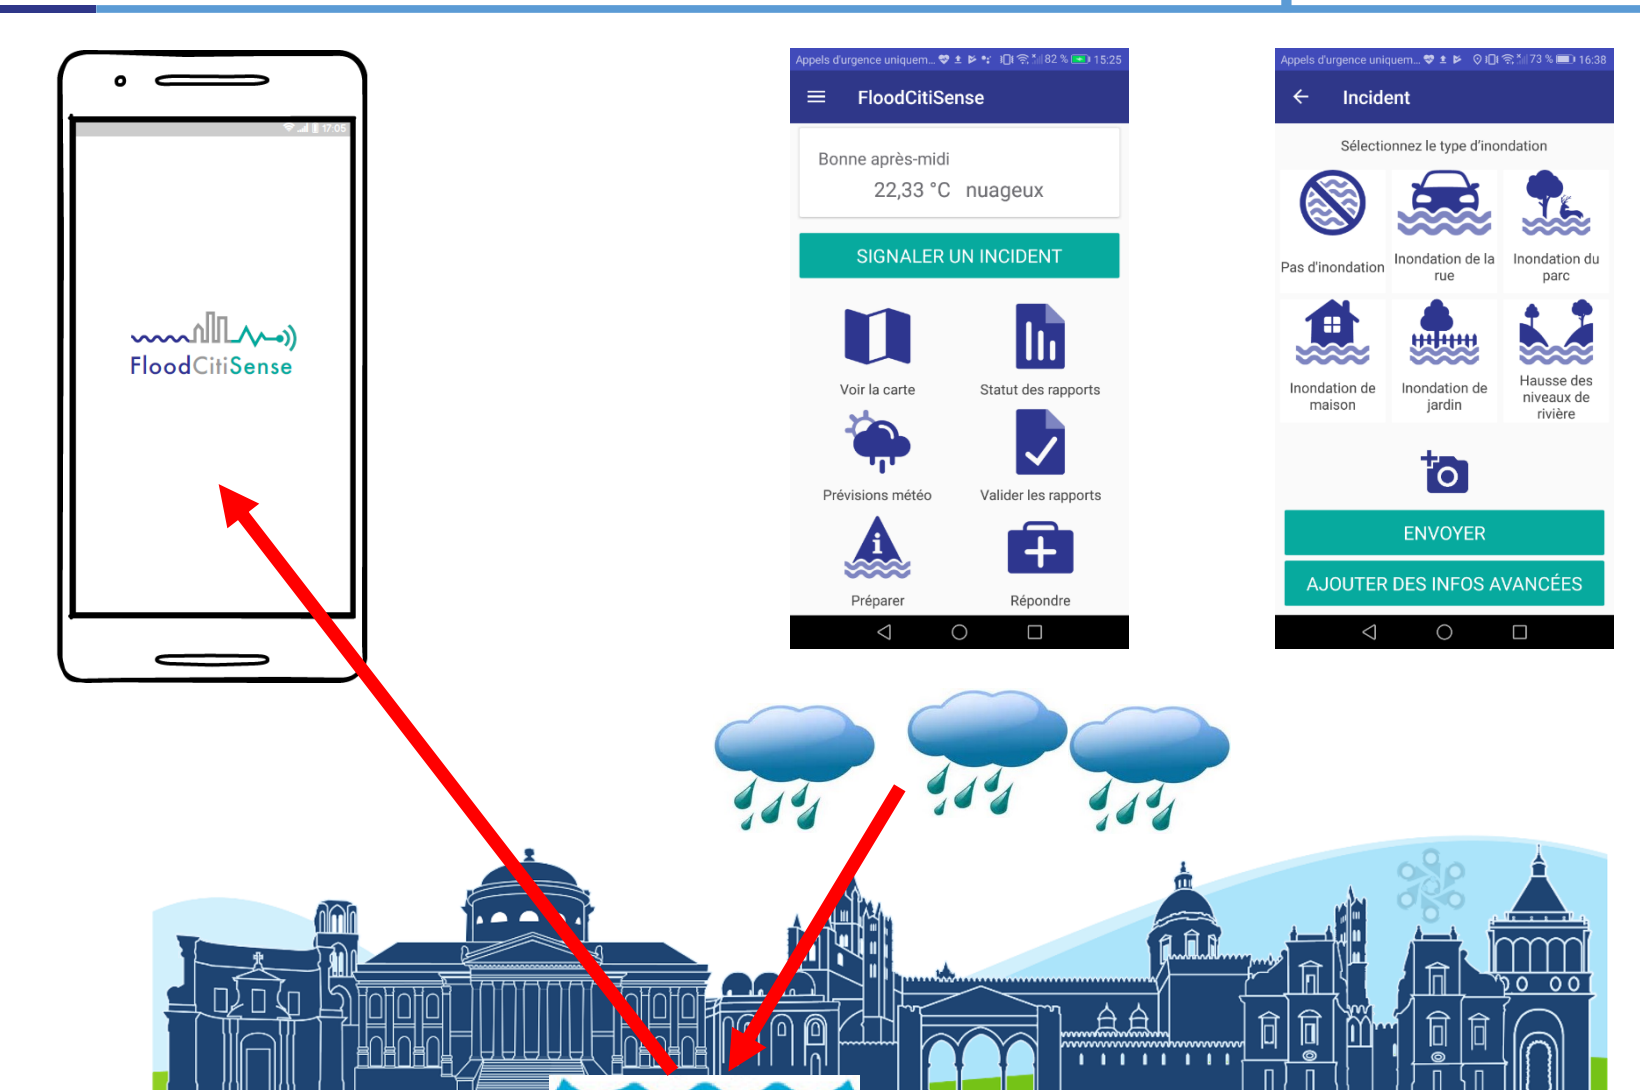 17:05
FloodCitiSense
Appels d'urgence uniquem... 82 % 15:25
FloodCitiSense
Bonne après-midi
22,33 °C nuageux
SIGNALER UN INCIDENT
Voir la carte
Statut des rapports
Prévisions météo
Valider les rapports
Préparer
Répondre
Appels d'urgence uniquem... 73 % 16:38
Incident
Sélectionnez le type d'inondation
Pas d'inondation
Inondation de la
rue
Inondation du
parc
Inondation de
maison
Inondation de
jardin
Hausse des
niveaux de
rivière
ENVOYER
AJOUTER DES INFOS AVANCÉES